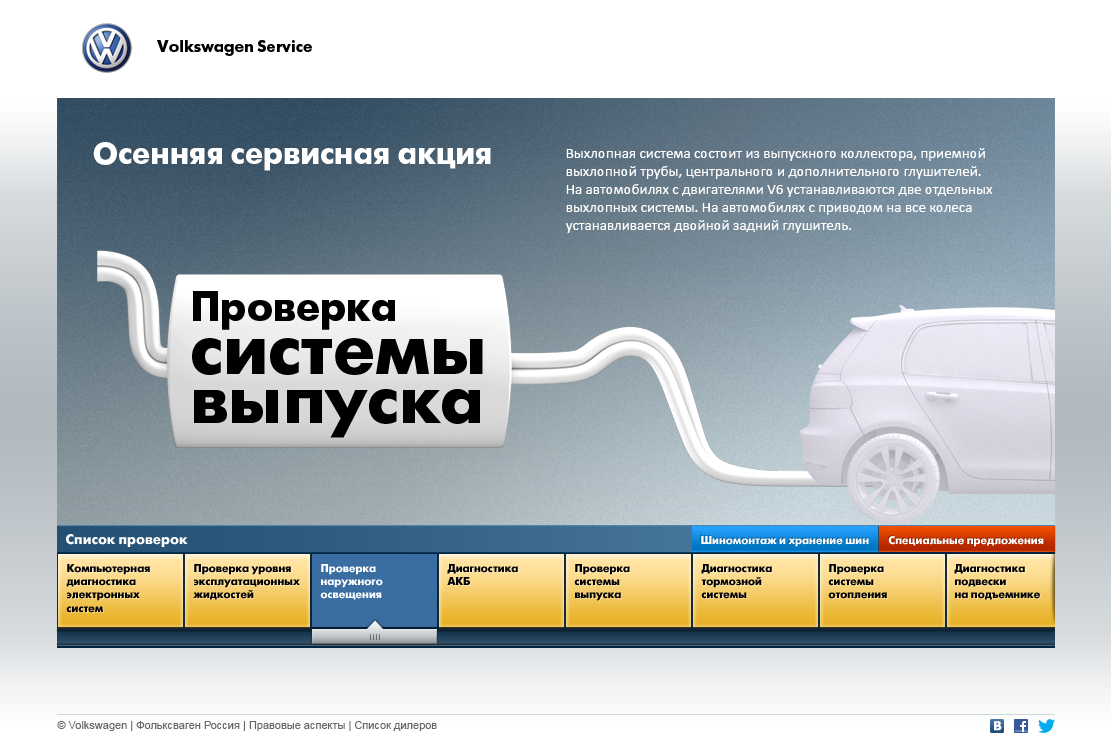 Volkswagen Service
Осенняя сервисная акция
Выхлопная система состоит из выпускного коллектора, приемной
выхлопной трубы, центрального и дополнительного глушителей.
На автомобилях с двигателями V6 устанавливаются две отдельных
выхлопных системы. На автомобилях с приводом на все колеса
устанавливается двойной задний глушитель.
Проверка
системы
выпуска
Список проверок
Шиномонтаж и хранение шин
Специальные предложения
Компьютерная
диагностика
электронных
систем
Проверка уровня
эксплуатационных
жидкостей
Проверка
наружного
освещения
Диагностика
АКБ
Проверка
системы
выпуска
Диагностика
тормозной
системы
Проверка
системы
отопления
Диагностика
подвески
на подъемнике
© Volkswagen | Фольксваген Россия | Правовые аспекты | Список дилеров